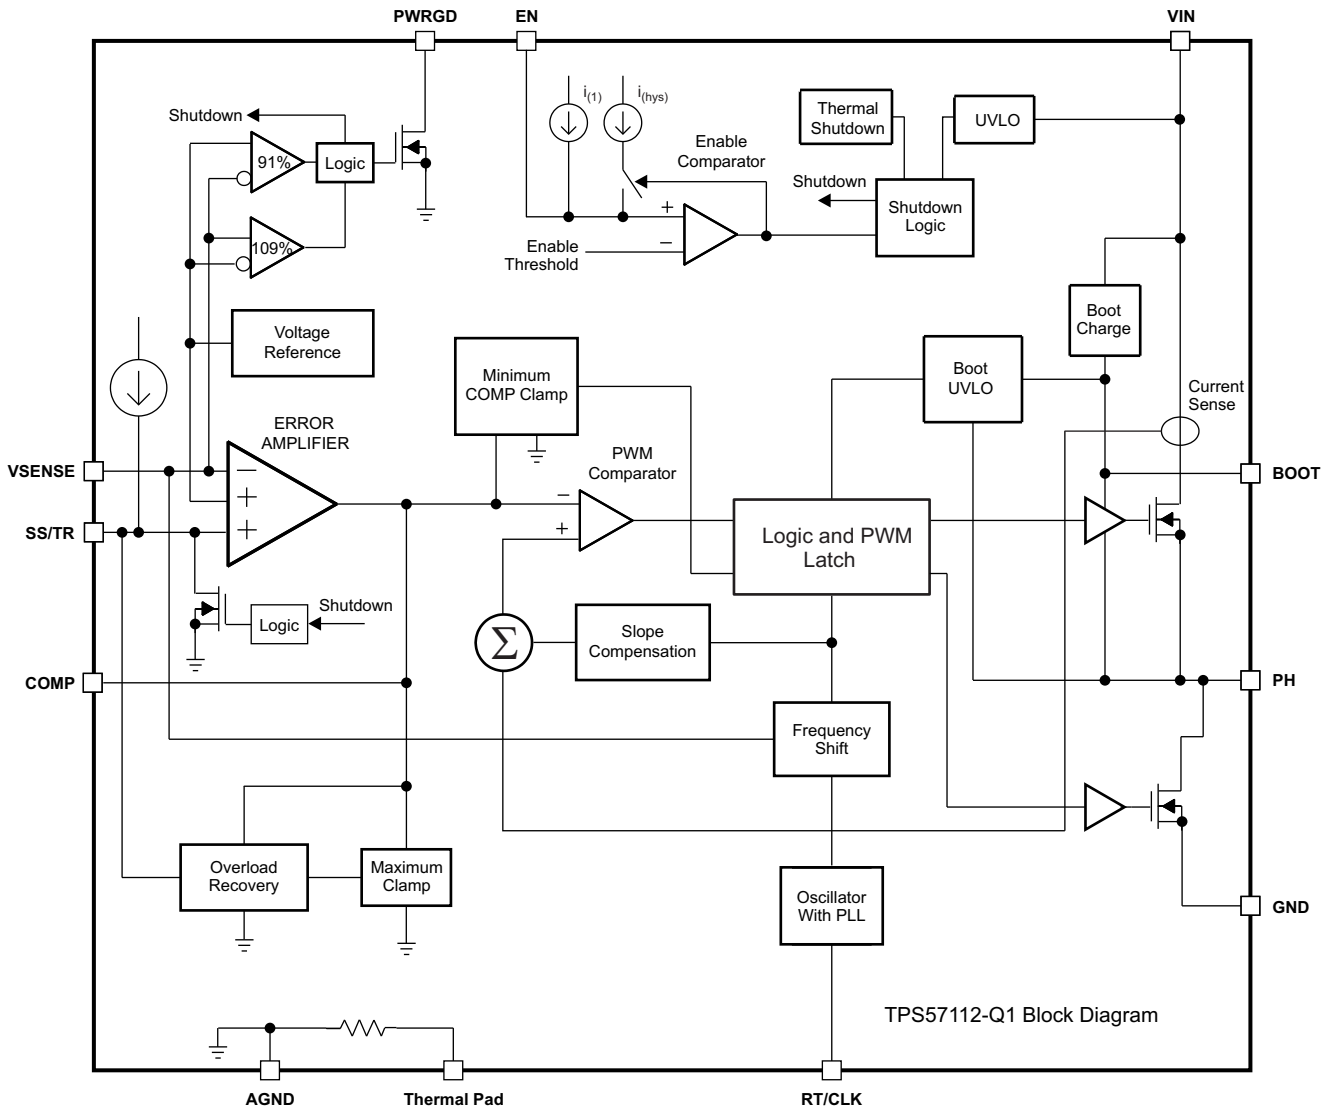 PWRGD
EN
VIN
i(1)
i(hys)
Shutdown
91%
Logic
109%
Enable
Comparator
Thermal
Shutdown
UVLO
Shutdown
Shutdown
Logic
+
−
Enable
Threshold
Voltage
Reference
Boot
Charge
Minimum
COMP Clamp
Boot
UVLO
Current
Sense
ERROR
AMPLIFIER
PWM
Comparator
VSENSE
−
+
+
SS/TR
−
+
Logic and PWM
Latch
BOOT
Logic
Shutdown
Σ
Slope
Compensation
COMP
PH
Frequency
Shift
Overload
Recovery
Maximum
Clamp
Oscillator
With PLL
GND
TPS57112-Q1 Block Diagram
AGND
Thermal Pad
RT/CLK